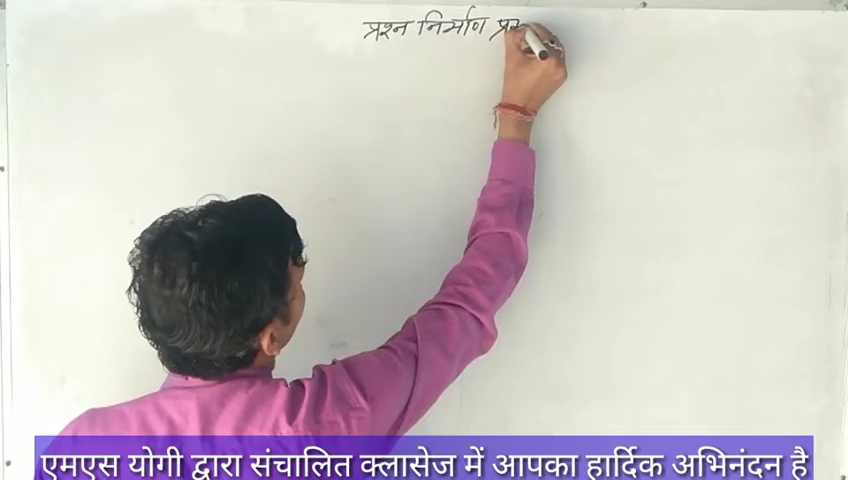 प्रश्न निर्माण
एमएस योगी द्वारा संचालित क्लासेज में आपका हार्दिक अभिनंदन है